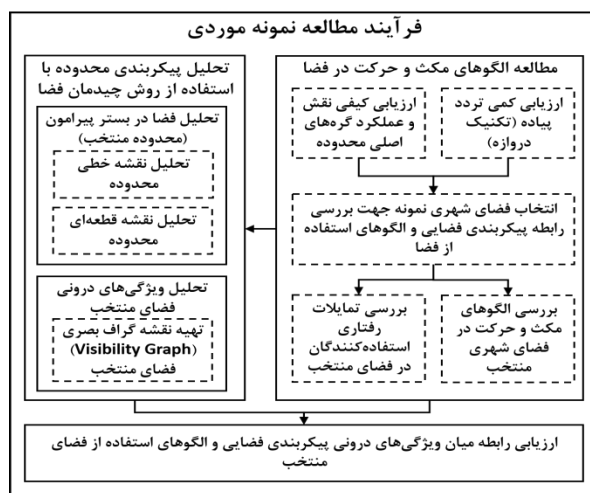 فرآیند مطالعه نمونه موردی
مطالعه الگوهای مکث و حرکت در فضا
ارزیابی کمی تردد
پیاده (تکنیک
دروازه)
ارزیابی کیفی نقش
و عملکرد گره‌های
اصلی محدوده
انتخاب فضای شهری نمونه جهت بررسی
رابطه پیکربندی فضایی و الگوهای استفاده
از فضا
بررسی الگوهای
مکث و حرکت در
فضای شهری
منتخب
بررسی تمایلات
رفتاری
استفاده‌کنندگان
در فضای منتخب
تحلیل پیکربندی محدوده با
استفاده از روش چیدمان فضا
تحلیل فضا در بستر پیرامون
(محدوده منتخب)
تحلیل نقشه خطی
محدوده
تحلیل نقشه قطعه‌ای
محدوده
تحلیل ویژگی‌های درونی
فضای منتخب
تهیه نقشه گراف بصری
(Visibility Graph)
فضای منتخب
ارزیابی رابطه میان ویژگی‌های درونی پیکربندی فضایی و الگوهای استفاده از فضای
منتخب